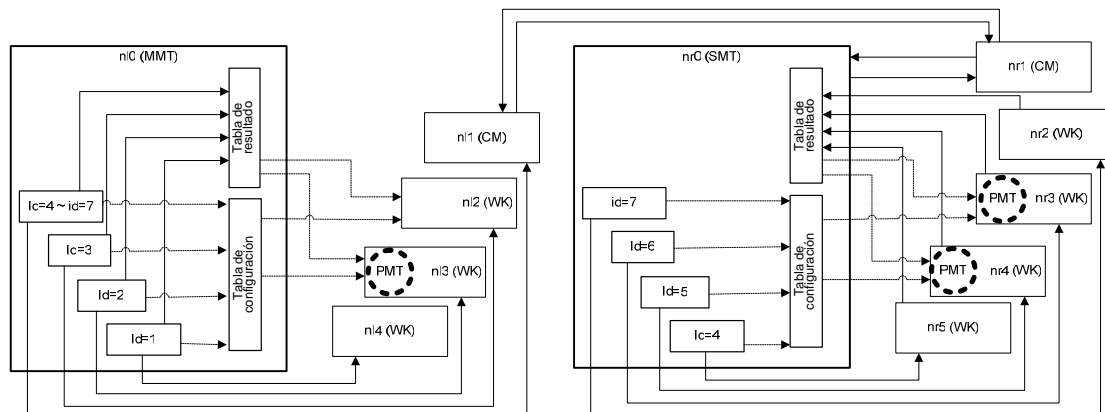 nl0 (MMT)
Tabla de
resultado
Tabla de
configuración
Ic=4~id=7
Ic=3
Id=2
Id=1
nl1 (CM)
nl2 (WK)
PMT
nl3 (WK)
nl4 (WK)
nr0 (SMT)
Tabla de
resultado
Tabla de
configuración
id=7
Id=6
Id=5
Ic=4
nr1 (CM)
nr2 (WK)
PMT
nr3 (WK)
PMT
nr4 (WK)
nr5 (WK)